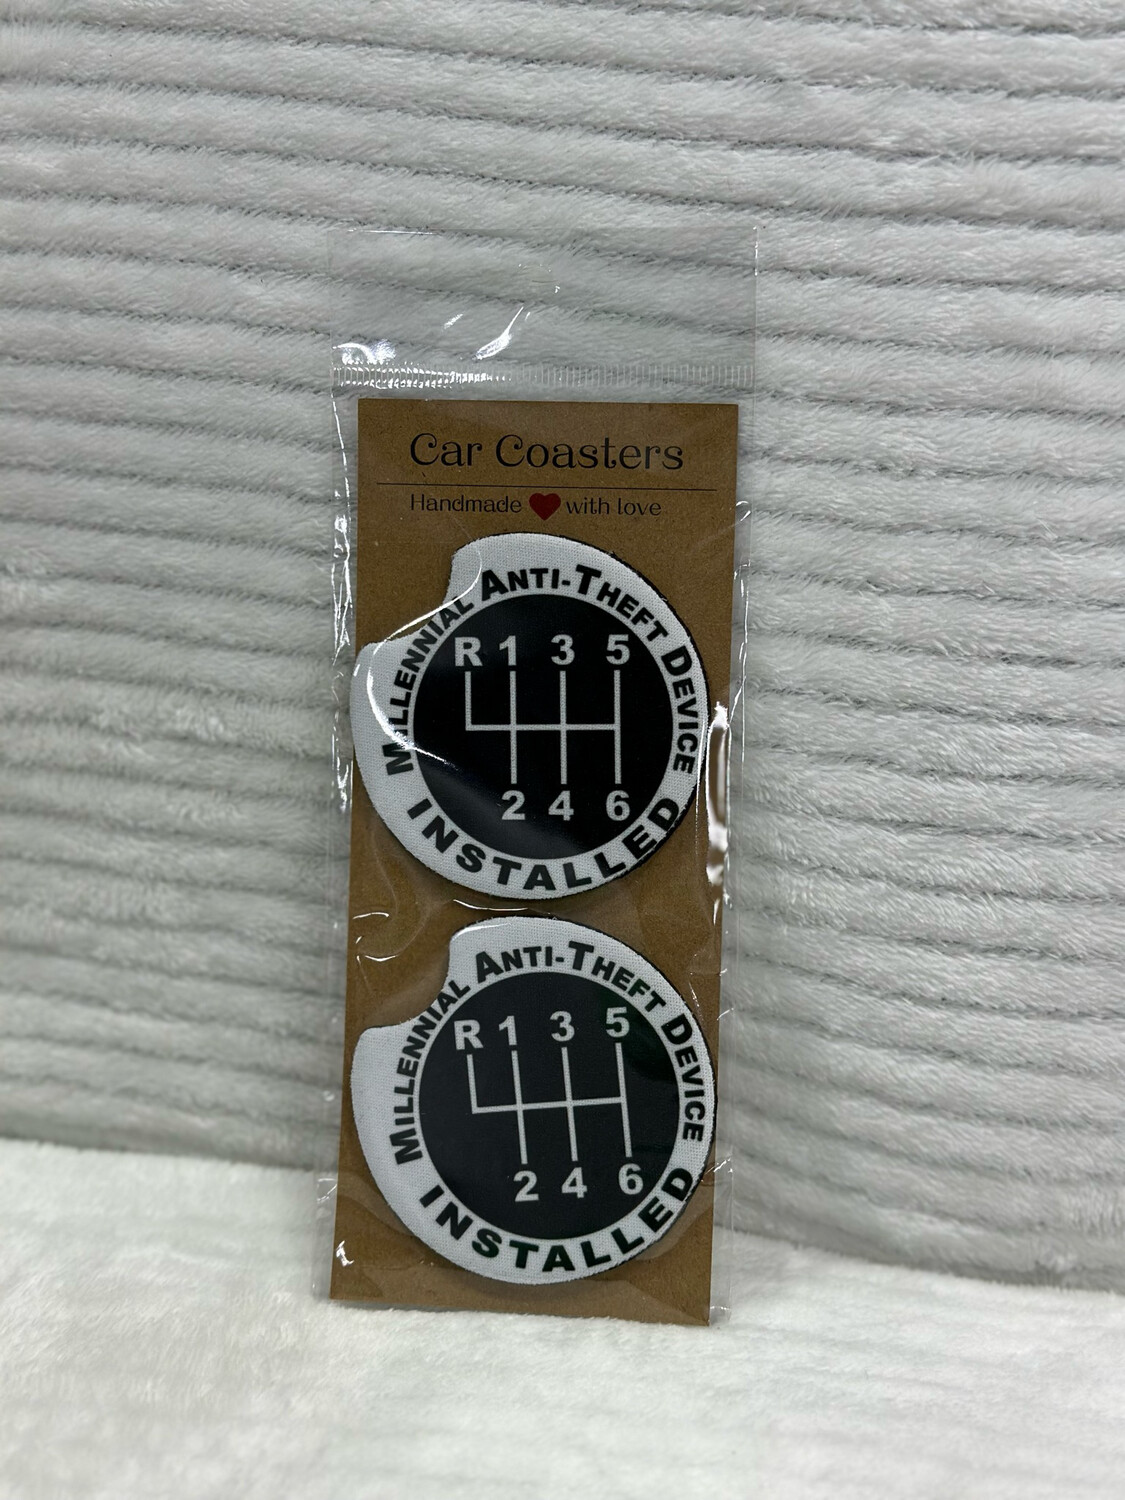 Car Coasters
Handmade ❤ with love
MILLENNIAL ANTI-THEFT DEVICE
R 1 3 5
2 4 6
INSTALLED
MILLENNIAL ANTI-THEFT DEVICE
R 1 3 5
2 4 6
INSTALLED